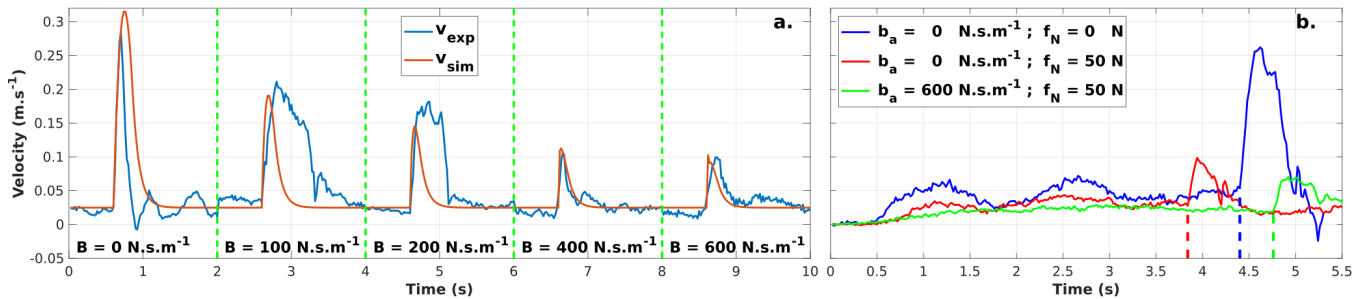 a.
v_exp
v_sim
0.3
0.25
0.2
0.15
0.1
0.05
0
-0.05
Velocity (m.s⁻¹)
B = 0 N.s.m⁻¹
B = 100 N.s.m⁻¹
B = 200 N.s.m⁻¹
B = 400 N.s.m⁻¹
B = 600 N.s.m⁻¹
0 1 2 3 4 5 6 7 8 9 10
Time (s)
b.
b_a = 0 N.s.m⁻¹ ; f_N = 0 N
b_a = 0 N.s.m⁻¹ ; f_N = 50 N
b_a = 600 N.s.m⁻¹ ; f_N = 50 N
0 0.5 1 1.5 2 2.5 3 3.5 4 4.5 5 5.5
Time (s)